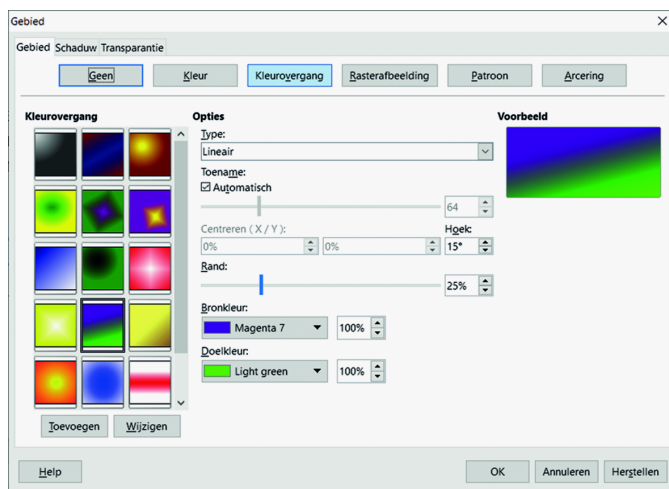 Gebied
Gebied Schaduw Transparantie
Geen Kleur Kleurovergang Rasterafbeelding Patroon Arcering
Kleurovergang
Opties
Type:
Lineair
Toename:
Automatisch
64
Centreren ( X / Y ): Hoek:
0% 0% 15°
Rand:
25%
Bronkleur:
Magenta 7 100%
Doelkleur:
Light green 100%
Voorbeeld
Toevoegen Wijzigen
Help OK Annuleren Herstellen